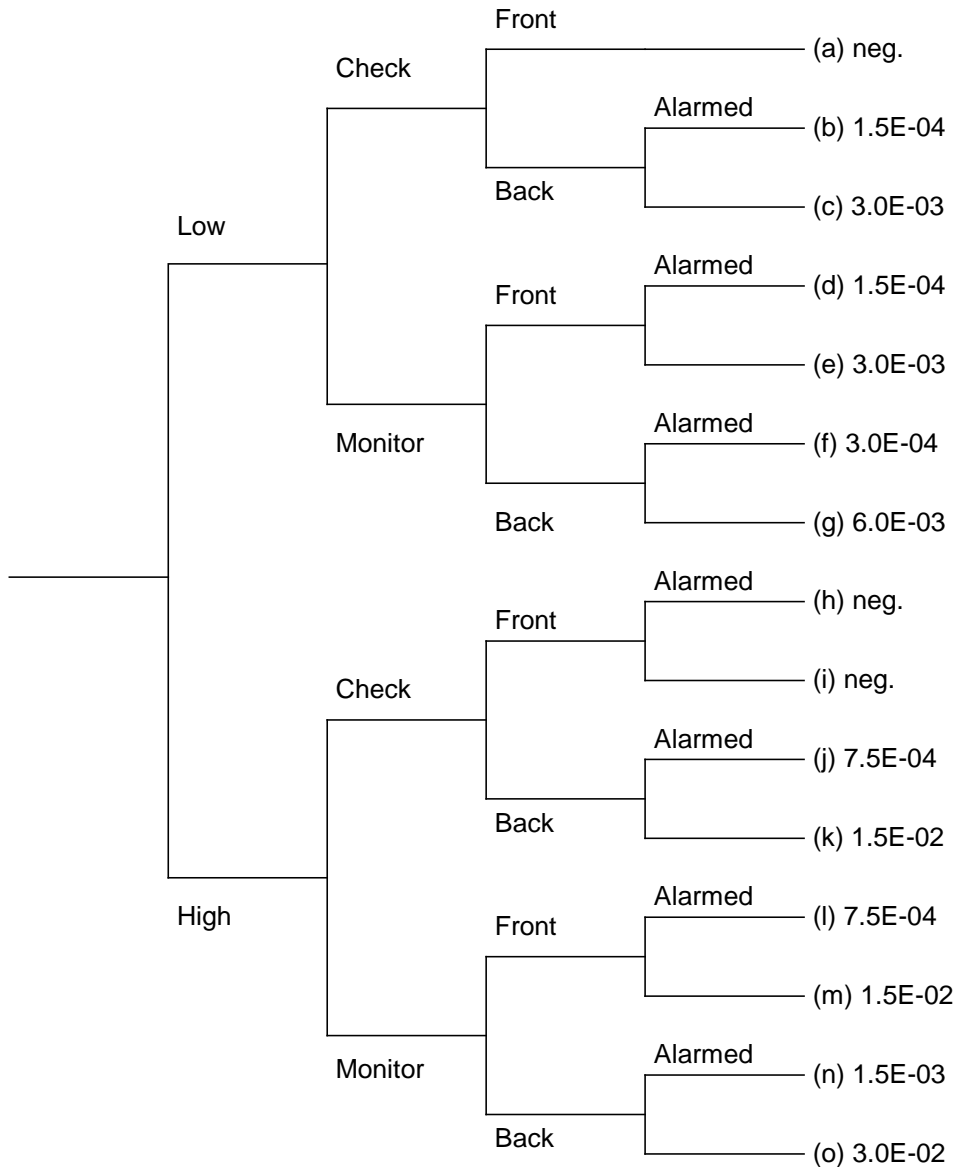 Front
(a) neg.
Check
Alarmed
(b) 1.5E-04
Back
(c) 3.0E-03
Low
Alarmed
(d) 1.5E-04
Front
(e) 3.0E-03
Alarmed
(f) 3.0E-04
Monitor
Back
(g) 6.0E-03
Alarmed
(h) neg.
Front
(i) neg.
Check
Alarmed
(j) 7.5E-04
Back
(k) 1.5E-02
High
Alarmed
(l) 7.5E-04
Front
(m) 1.5E-02
Alarmed
(n) 1.5E-03
Monitor
Back
(o) 3.0E-02